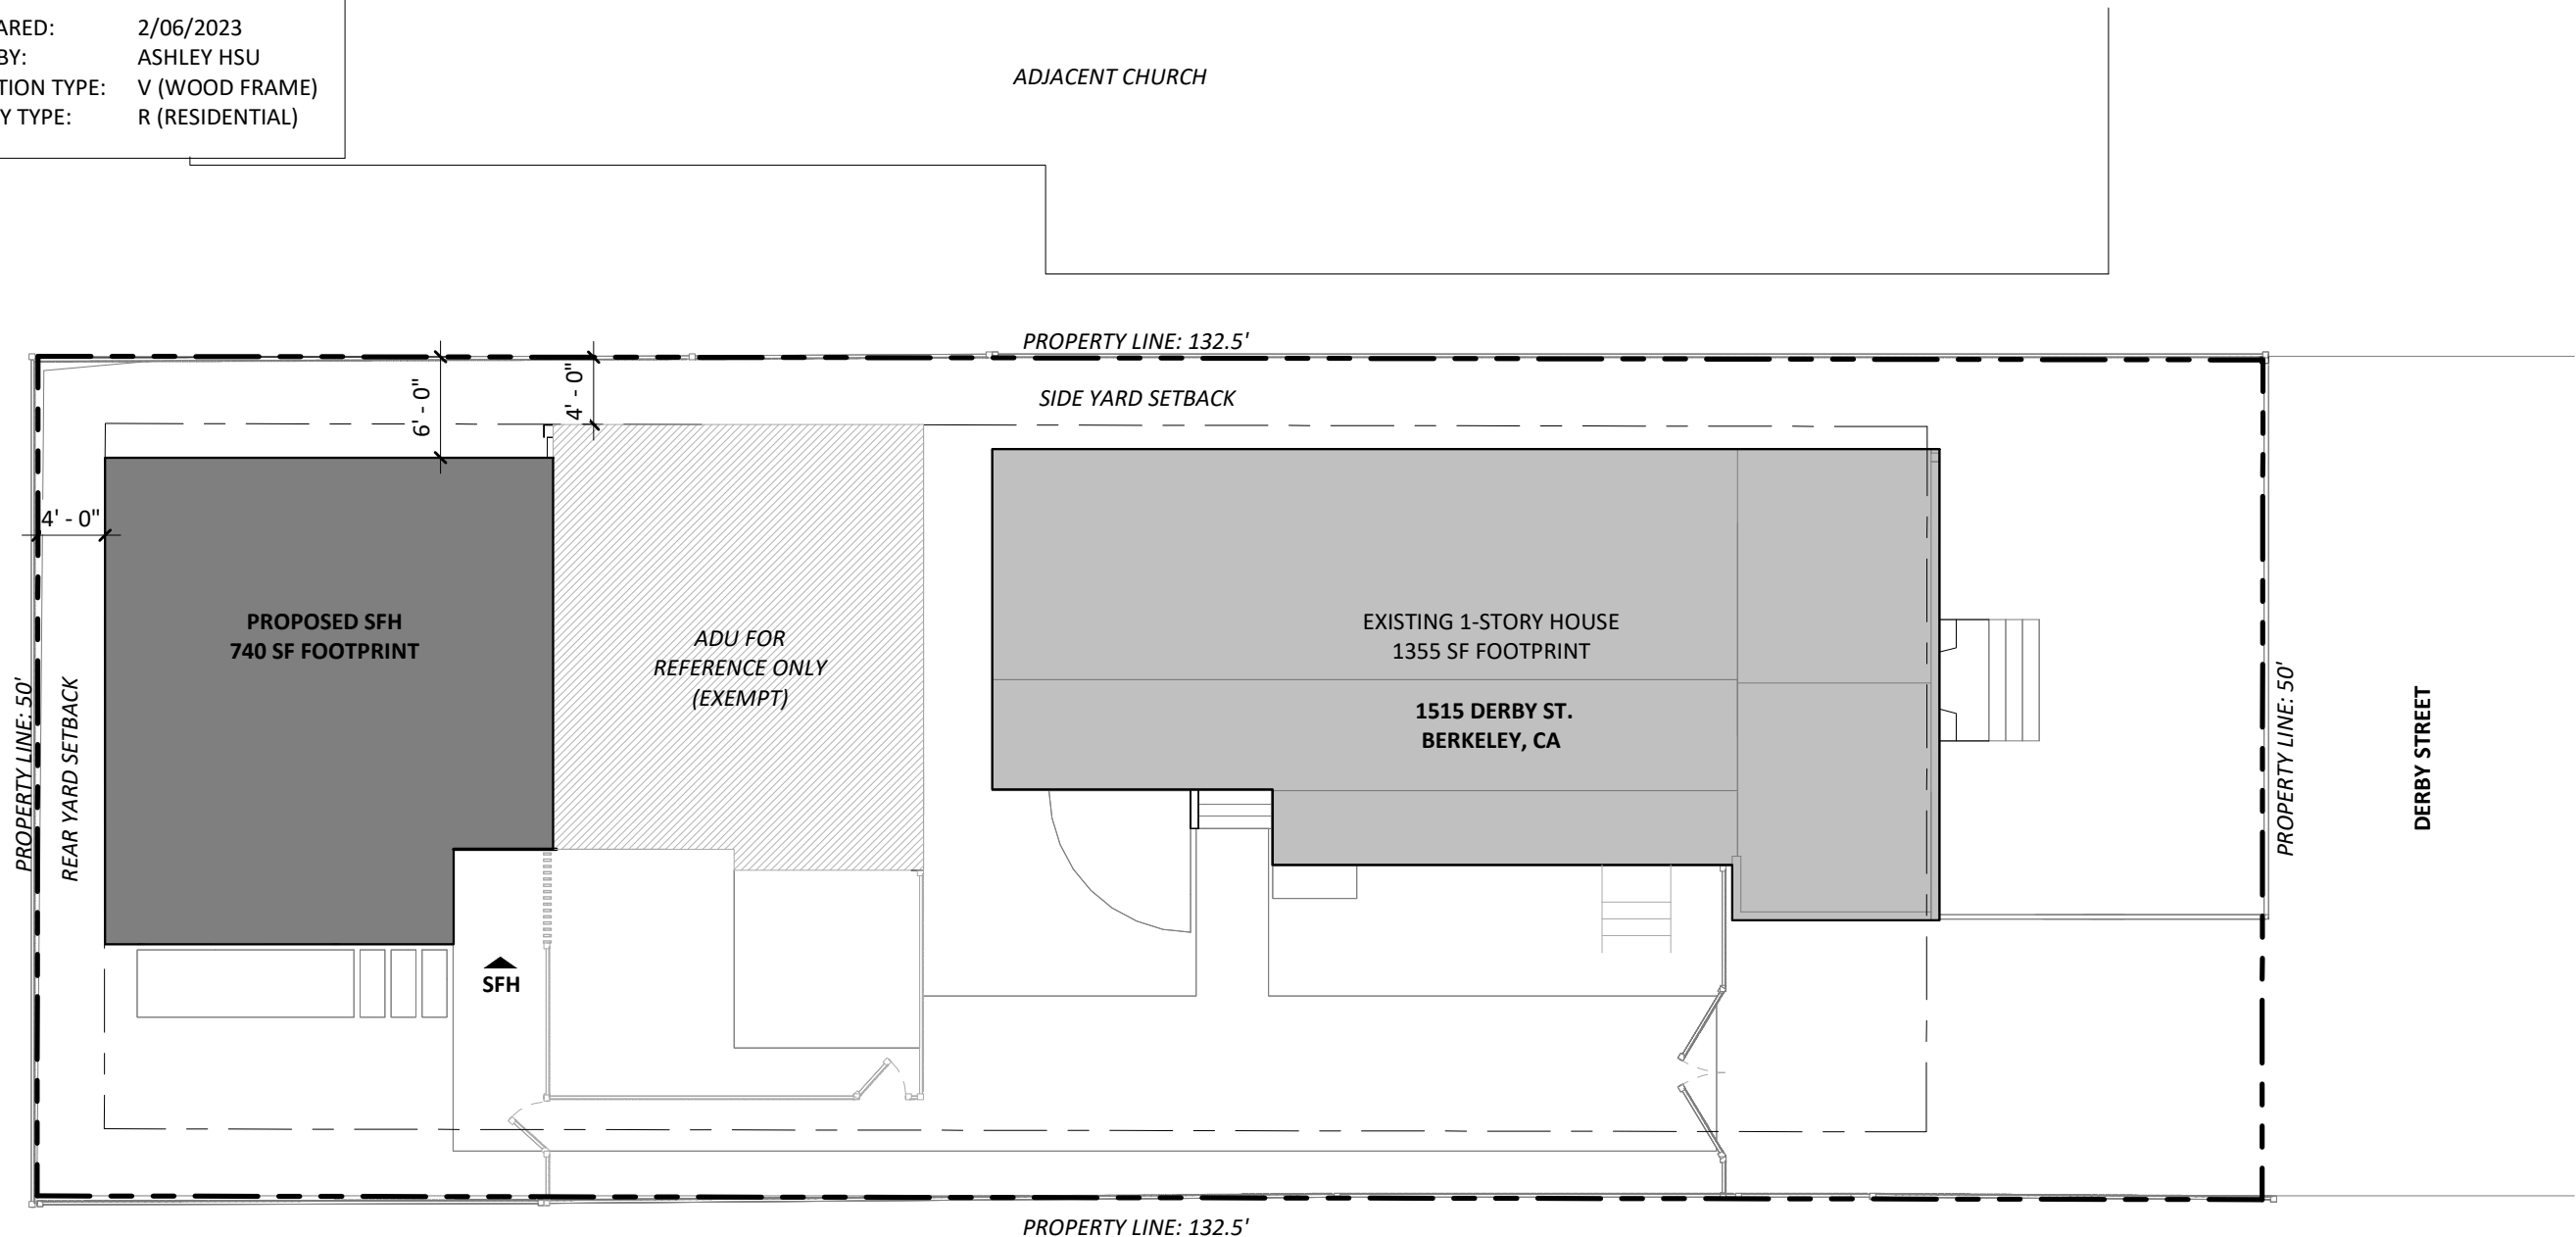 ARED: 2/06/2023
BY: ASHLEY HSU
TION TYPE: V (WOOD FRAME)
Y TYPE: R (RESIDENTIAL)
ADJACENT CHURCH
PROPERTY LINE: 132.5'
SIDE YARD SETBACK
6' - 0"
4' - 0"
4' - 0"
PROPOSED SFH
740 SF FOOTPRINT
ADU FOR
REFERENCE ONLY
(EXEMPT)
EXISTING 1-STORY HOUSE
1355 SF FOOTPRINT
1515 DERBY ST.
BERKELEY, CA
PROPERTY LINE: 50'
REAR YARD SETBACK
PROPERTY LINE: 50'
DERBY STREET
SFH
PROPERTY LINE: 132.5'